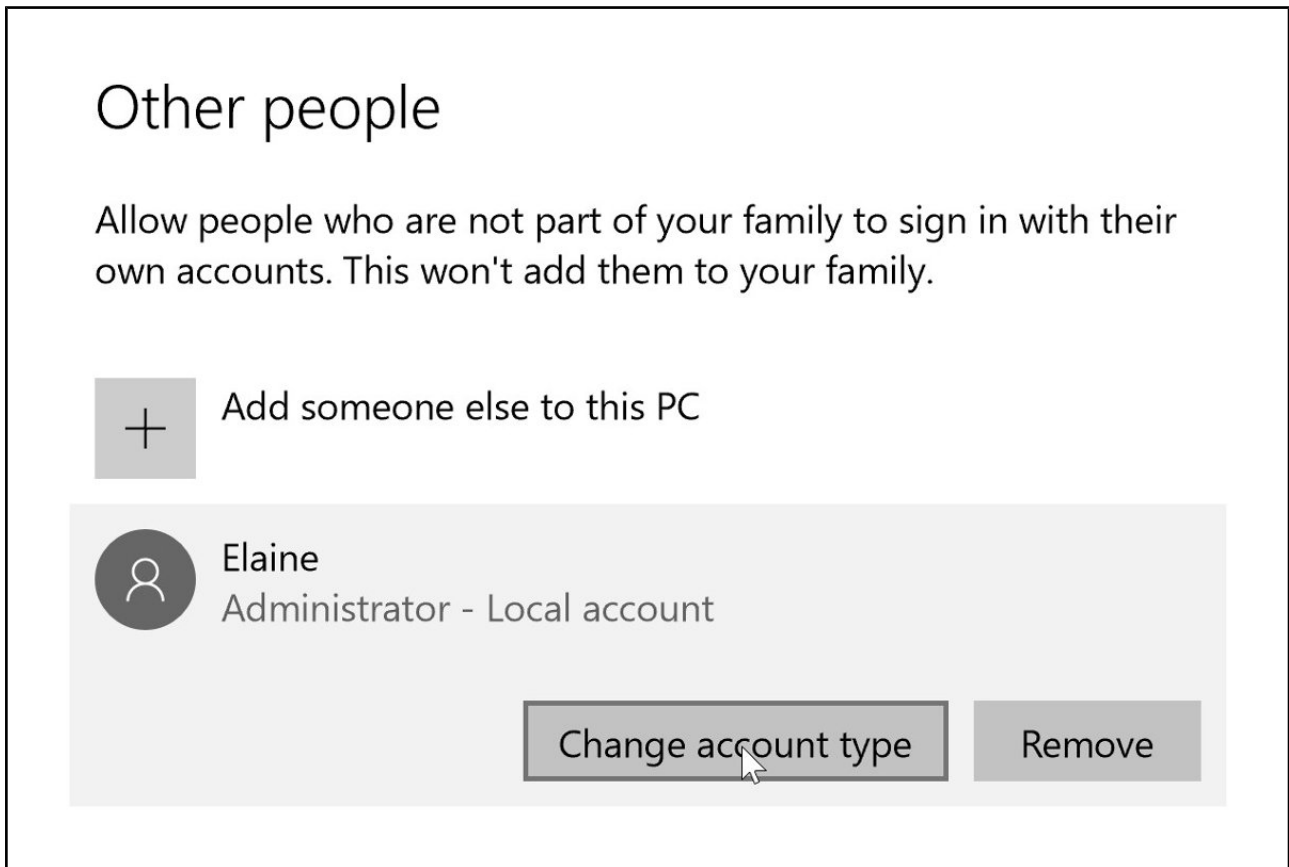 Other people
Allow people who are not part of your family to sign in with their
own accounts. This won't add them to your family.
Add someone else to this PC
Elaine
Administrator - Local account
Change account type
Remove